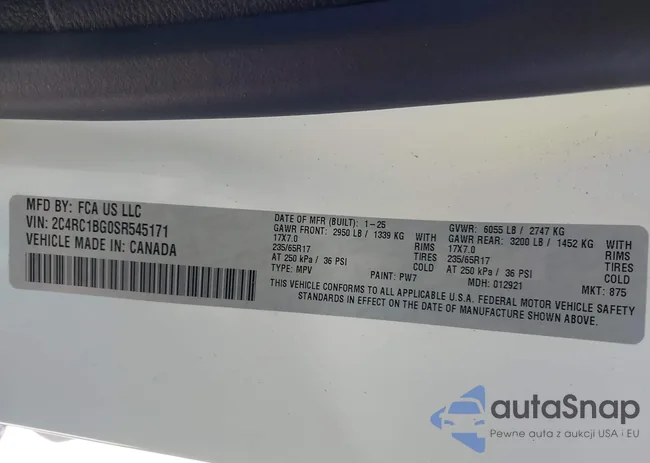 MFD BY: FCA US LLC
VIN: 2C4RC1BG0SR545171
VEHICLE MADE IN: CANADA
DATE OF MFR (BUILT): 1-25
GAWR FRONT: 2950 LB / 1339 KG WITH
17X7.0 RIMS
235/65R17 TIRES
AT 250 kPa / 36 PSI COLD
TYPE: MPV PAINT: PW7
GVWR: 6055 LB / 2747 KG
GAWR REAR: 3200 LB / 1452 KG WITH
17X7.0 RIMS
235/65R17 TIRES
AT 250 kPa / 36 PSI COLD
MDH: 012921 MKT: 875
THIS VEHICLE CONFORMS TO ALL APPLICABLE U.S.A. FEDERAL MOTOR VEHICLE SAFETY
STANDARDS IN EFFECT ON THE DATE OF MANUFACTURE SHOWN ABOVE.
autaSnap
Pewne auta z aukcji USA i EU